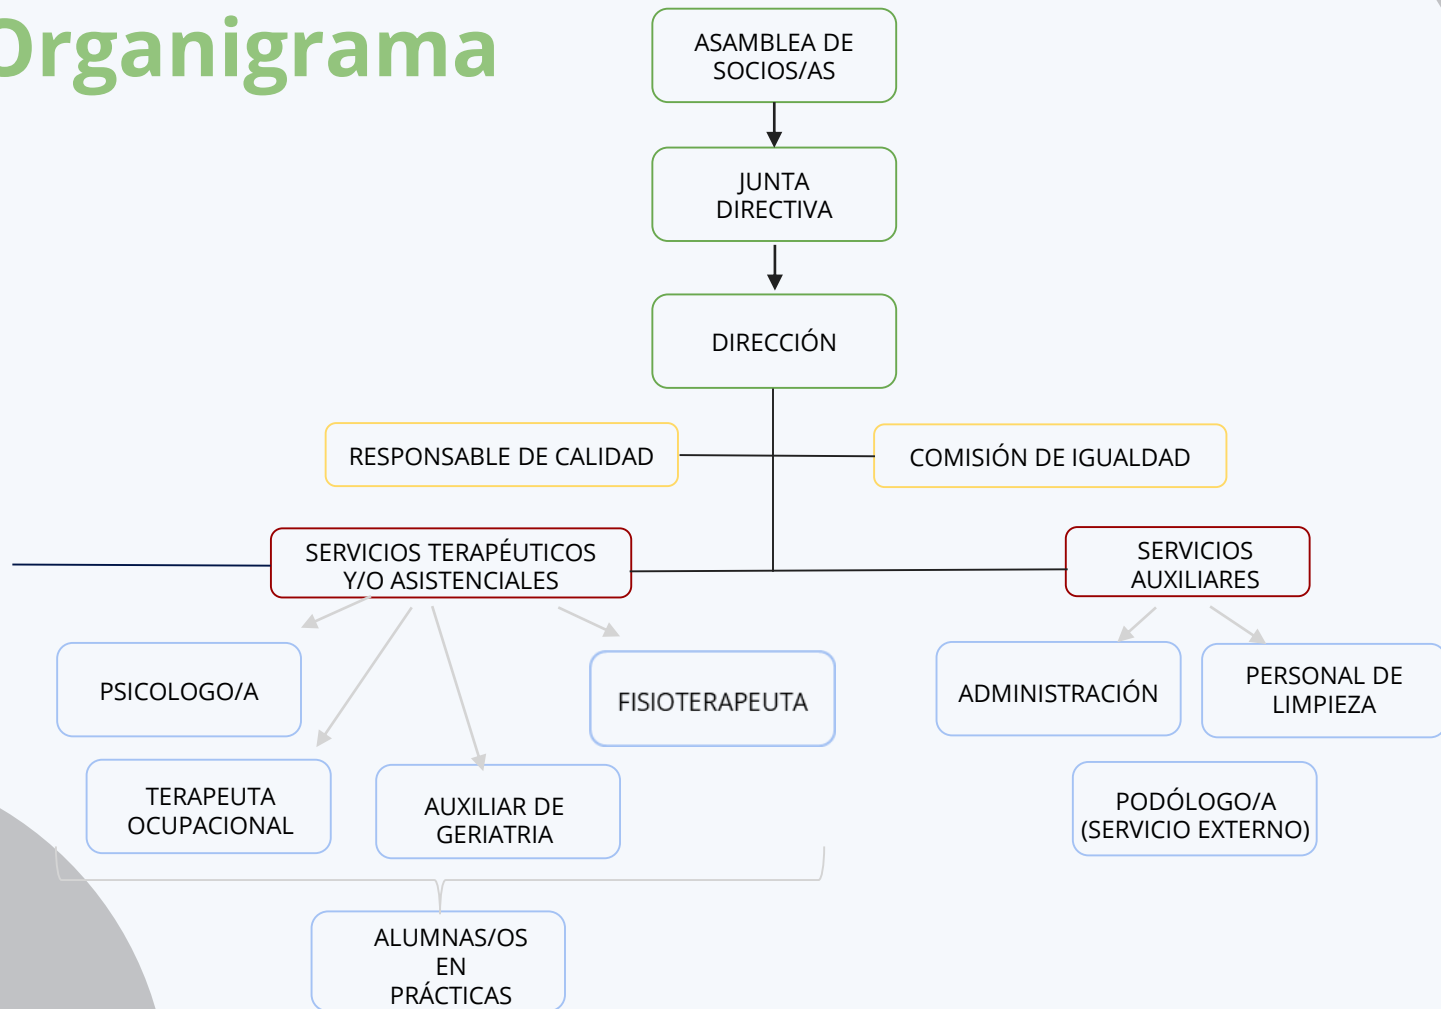 Organigrama
ASAMBLEA DE
SOCIOS/AS
JUNTA
DIRECTIVA
DIRECCIÓN
RESPONSABLE DE CALIDAD
COMISIÓN DE IGUALDAD
SERVICIOS TERAPÉUTICOS
Y/O ASISTENCIALES
SERVICIOS
AUXILIARES
PSICOLOGO/A
FISIOTERAPEUTA
ADMINISTRACIÓN
PERSONAL DE
LIMPIEZA
TERAPEUTA
OCUPACIONAL
AUXILIAR DE
GERIATRIA
PODÓLOGO/A
(SERVICIO EXTERNO)
ALUMNAS/OS
EN
PRÁCTICAS